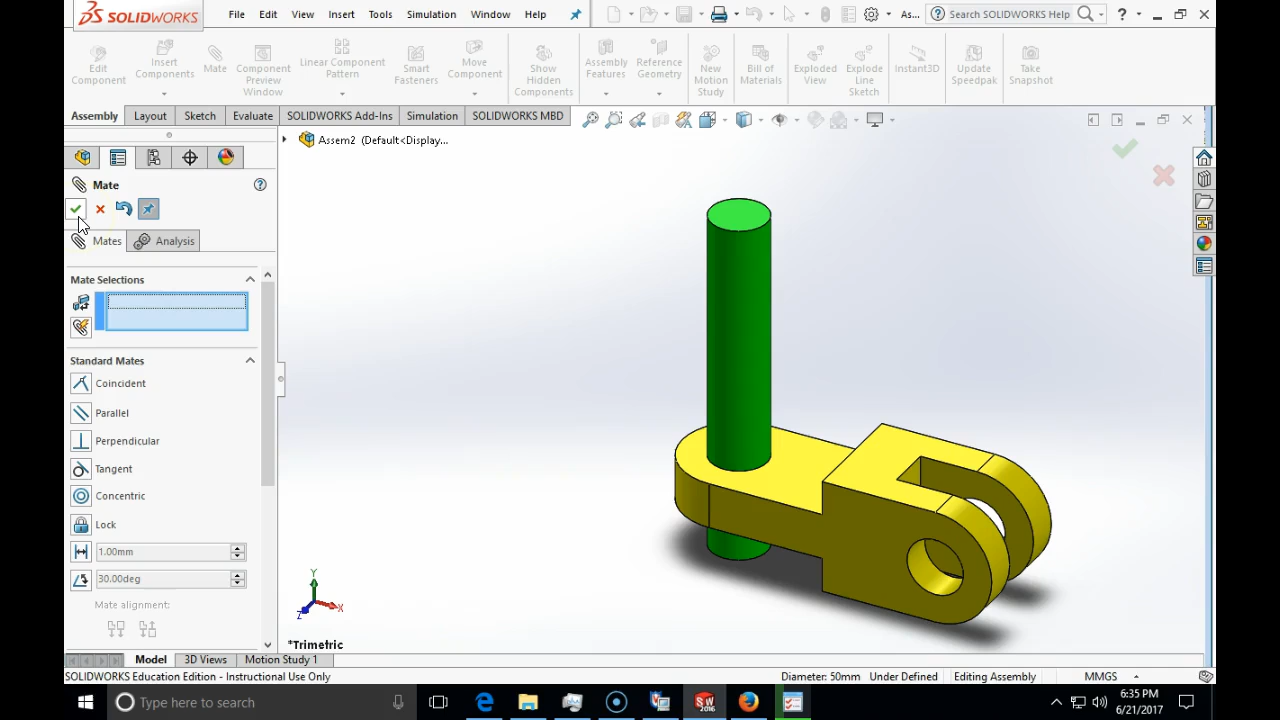 SOLIDWORKS
File Edit View Insert Tools Simulation Window Help
As...
Search SOLIDWORKS Help
Edit Component
Insert Components
Mate
Component Preview Window
Linear Component Pattern
Smart Fasteners
Move Component
Show Hidden Components
Assembly Features
Reference Geometry
New Motion Study
Bill of Materials
Exploded View
Explode Line Sketch
Instant3D
Update Speedpak
Take Snapshot
Assembly Layout Sketch Evaluate SOLIDWORKS Add-Ins Simulation SOLIDWORKS MBD
Assem2 (Default<Display...
Mate
Mates Analysis
Mate Selections
Standard Mates
Coincident
Parallel
Perpendicular
Tangent
Concentric
Lock
1.00mm
30.00deg
Mate alignment:
Y
X
Z
*Trimetric
Model 3D Views Motion Study 1
SOLIDWORKS Education Edition - Instructional Use Only
Diameter: 50mm Under Defined Editing Assembly MMGS
Type here to search
SW
2016
6:35 PM
6/21/2017